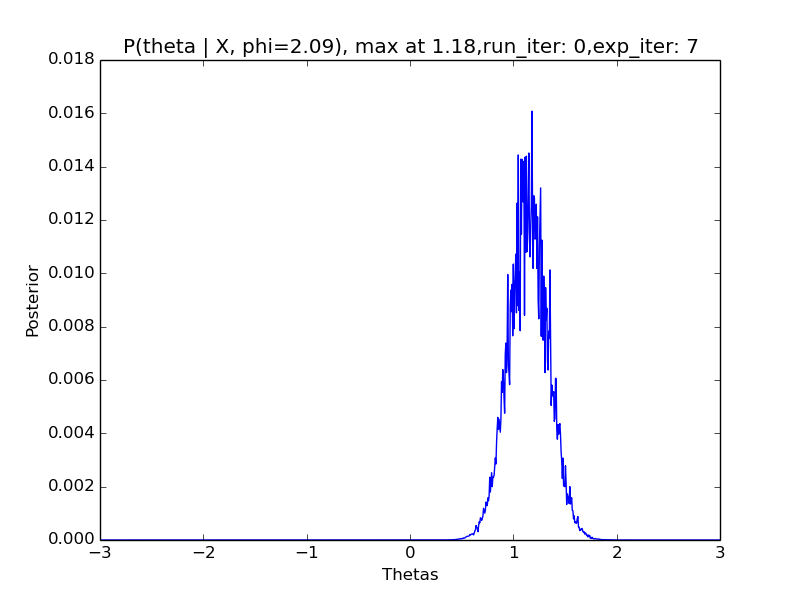 P(theta | X, phi=2.09), max at 1.18,run_iter: 0,exp_iter: 7
0.018
0.016
0.014
0.012
0.010
0.008
0.006
0.004
0.002
0.000
Posterior
−3 −2 −1 0 1 2 3
Thetas